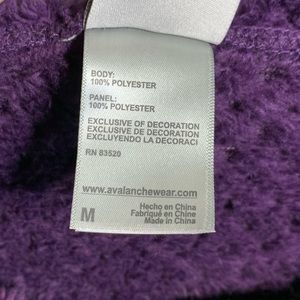 BODY:
100% POLYESTER
PANEL:
100% POLYESTER
EXCLUSIVE OF DECORATION
EXCLUSIVE DE DECORATION
EXCLUYENDO LA DECORACI
RN 83520
www.avalanchewear.com
M
Hecho en China
Fabriqué en Chine
Made in China